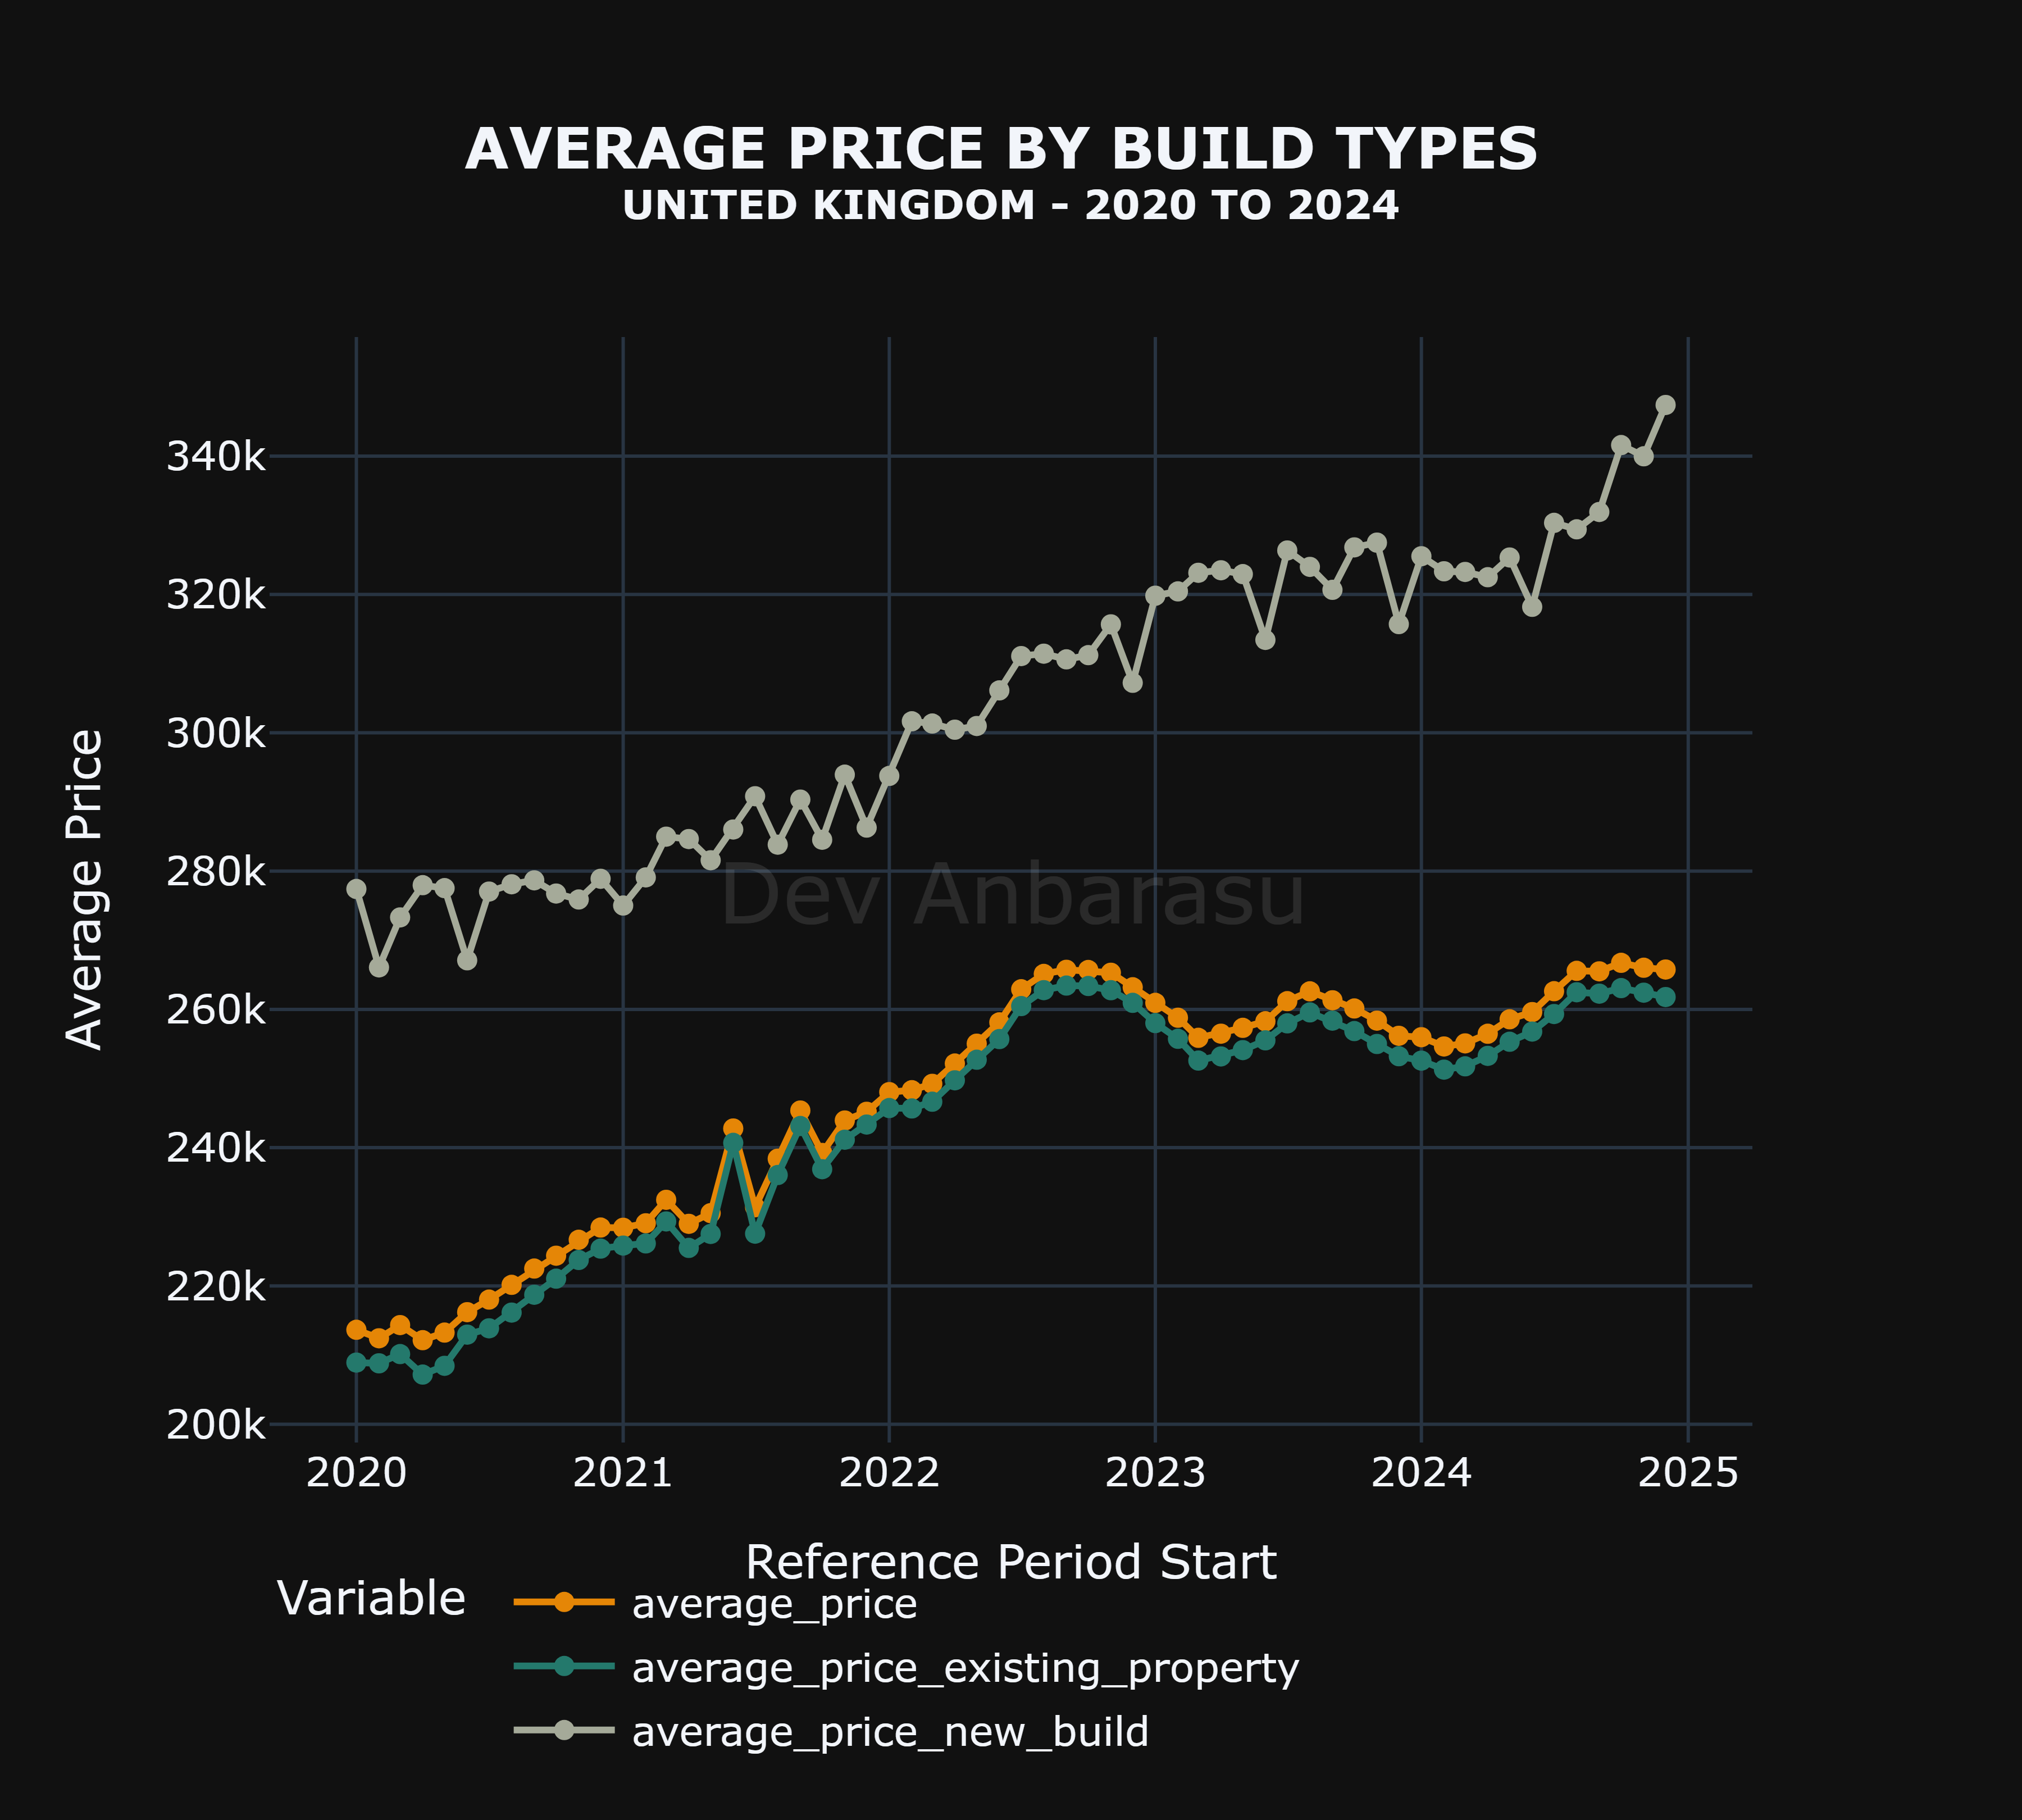 AVERAGE PRICE BY BUILD TYPES
UNITED KINGDOM - 2020 TO 2024
Average Price
340k
320k
300k
280k
260k
240k
220k
200k
Dev Anbarasu
2020
2021
2022
2023
2024
2025
Reference Period Start
Variable
average_price
average_price_existing_property
average_price_new_build